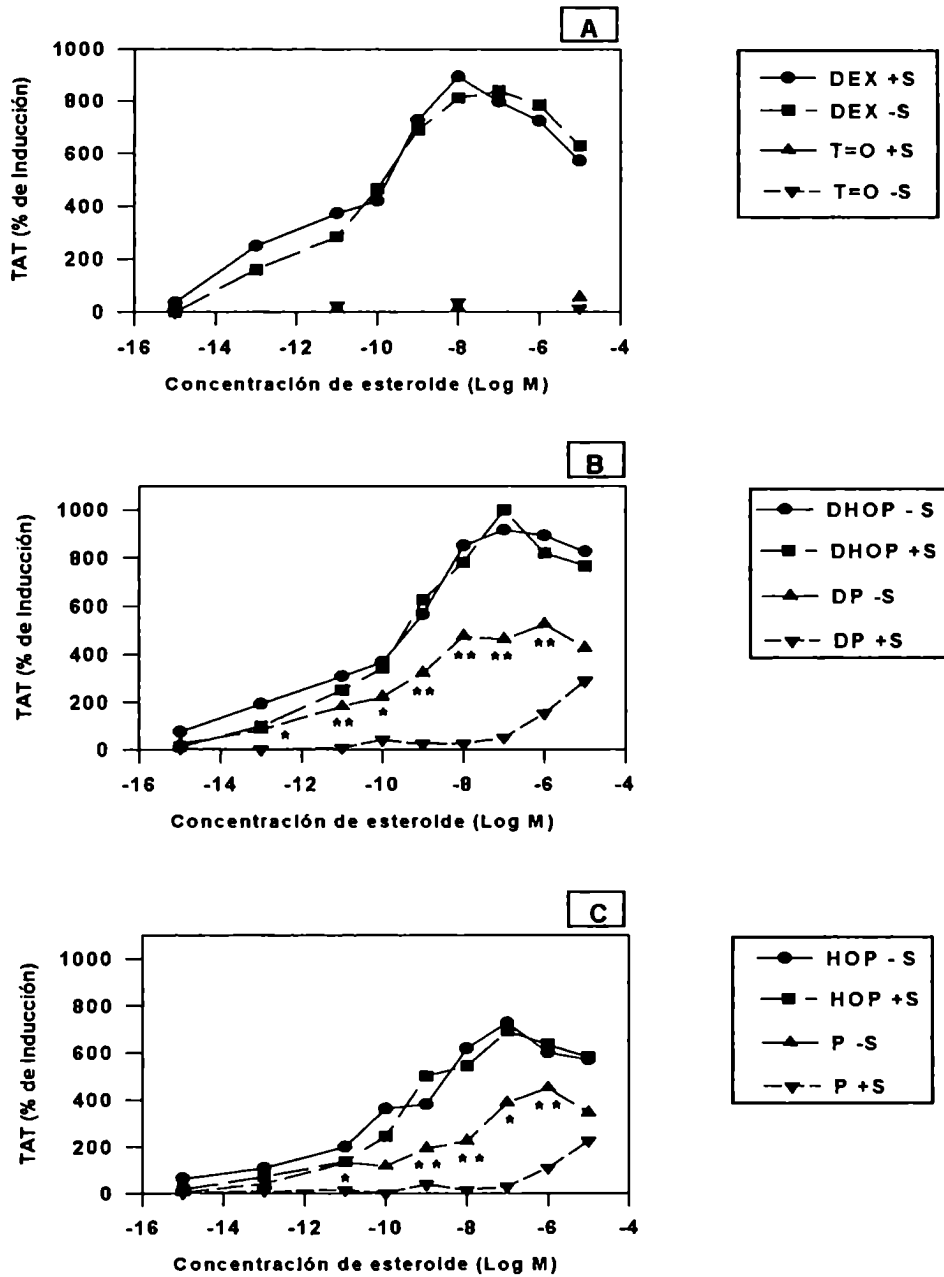 A
1000
800
600
400
200
0
TAT (% de Inducción)
-16 -14 -12 -10 -8 -6 -4
Concentración de esteroide (Log M)
DEX +S
DEX -S
T=O +S
T=O -S
B
1000
800
600
400
200
0
TAT (% de Inducción)
* ** * ** ** ** **
-16 -14 -12 -10 -8 -6 -4
Concentración de esteroide (Log M)
DHOP - S
DHOP +S
DP -S
DP +S
C
1000
800
600
400
200
0
TAT (% de Inducción)
* ** ** * **
-16 -14 -12 -10 -8 -6 -4
Concentración de esteroide (Log M)
HOP - S
HOP +S
P -S
P +S